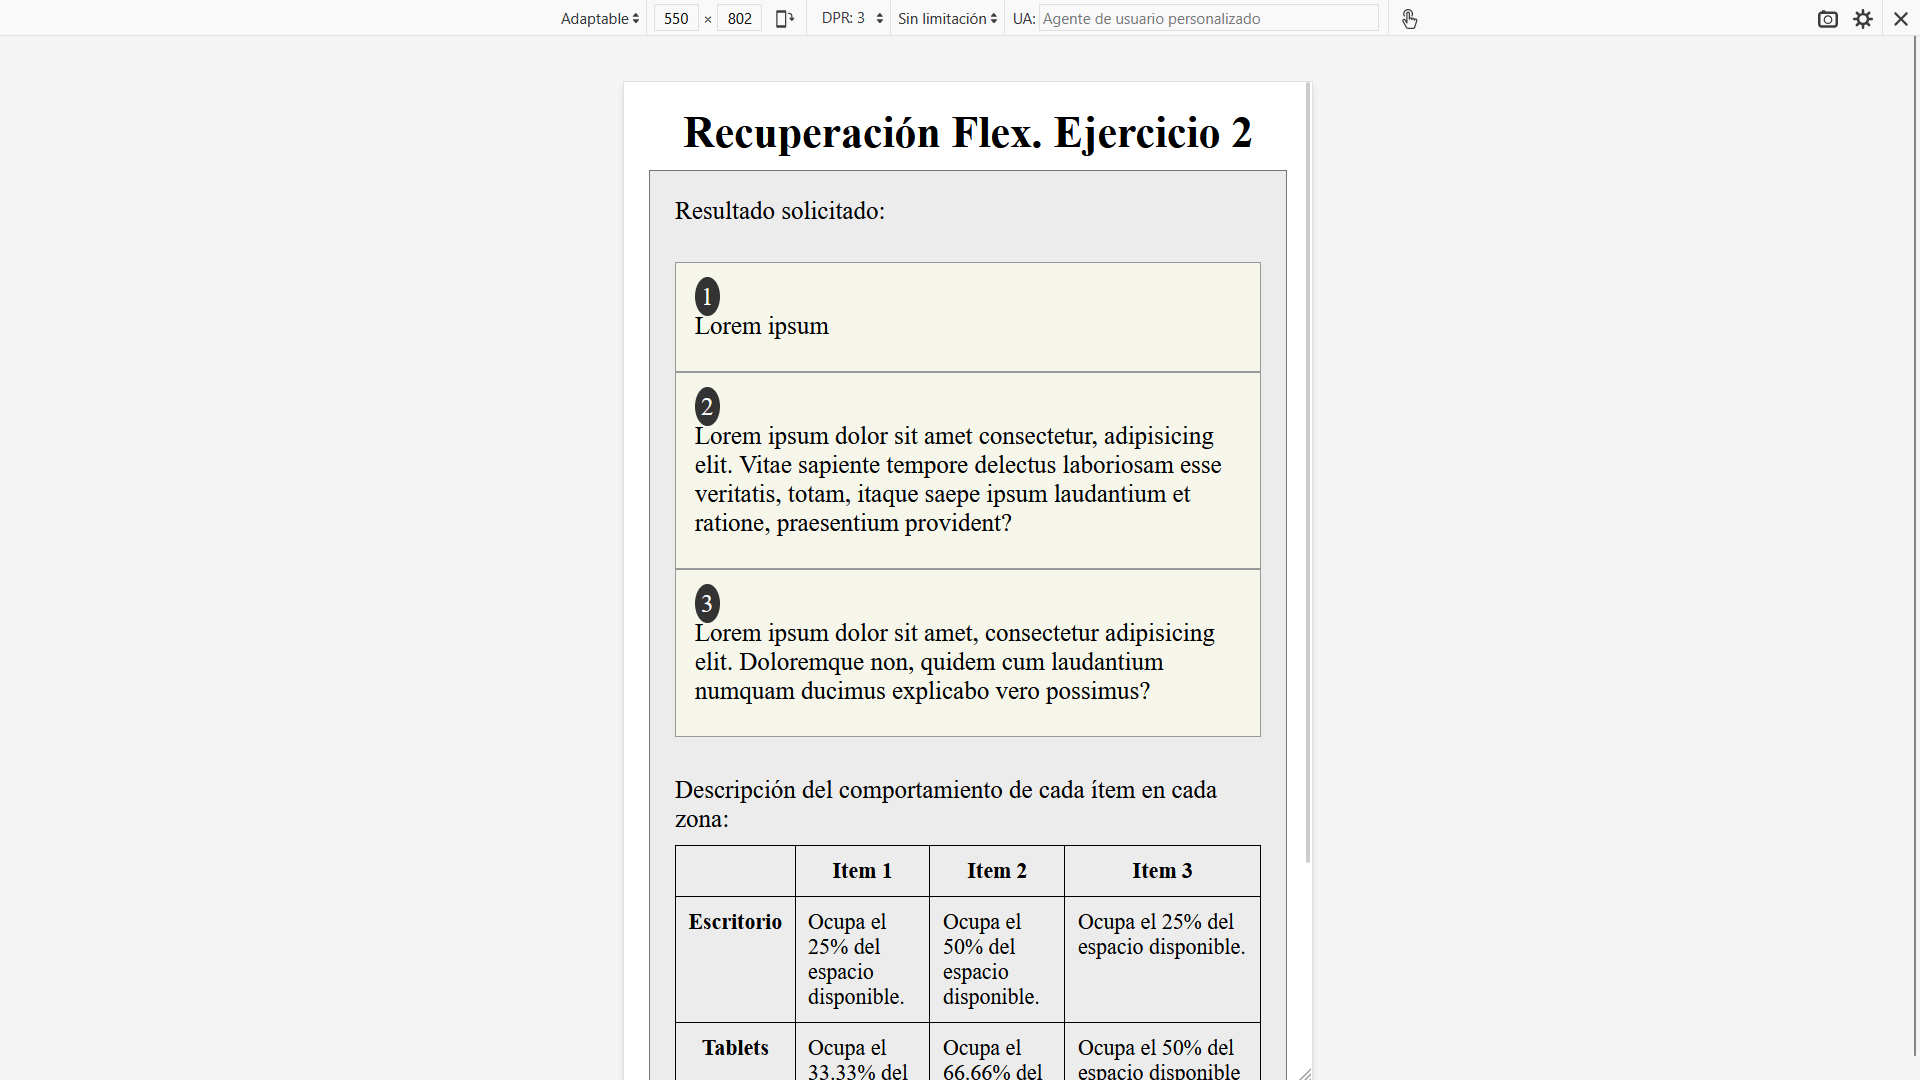 Adaptable 550 × 802 DPR: 3 Sin limitación UA: Agente de usuario personalizado
Recuperación Flex. Ejercicio 2
Resultado solicitado:
1
Lorem ipsum
2
Lorem ipsum dolor sit amet consectetur, adipisicing
elit. Vitae sapiente tempore delectus laboriosam esse
veritatis, totam, itaque saepe ipsum laudantium et
ratione, praesentium provident?
3
Lorem ipsum dolor sit amet, consectetur adipisicing
elit. Doloremque non, quidem cum laudantium
numquam ducimus explicabo vero possimus?
Descripción del comportamiento de cada ítem en cada
zona:
Item 1 Item 2 Item 3
Escritorio Ocupa el Ocupa el Ocupa el 25% del
25% del 50% del espacio disponible.
espacio espacio
disponible. disponible.
Tablets Ocupa el Ocupa el Ocupa el 50% del
33.33% del 66.66% del espacio disponible